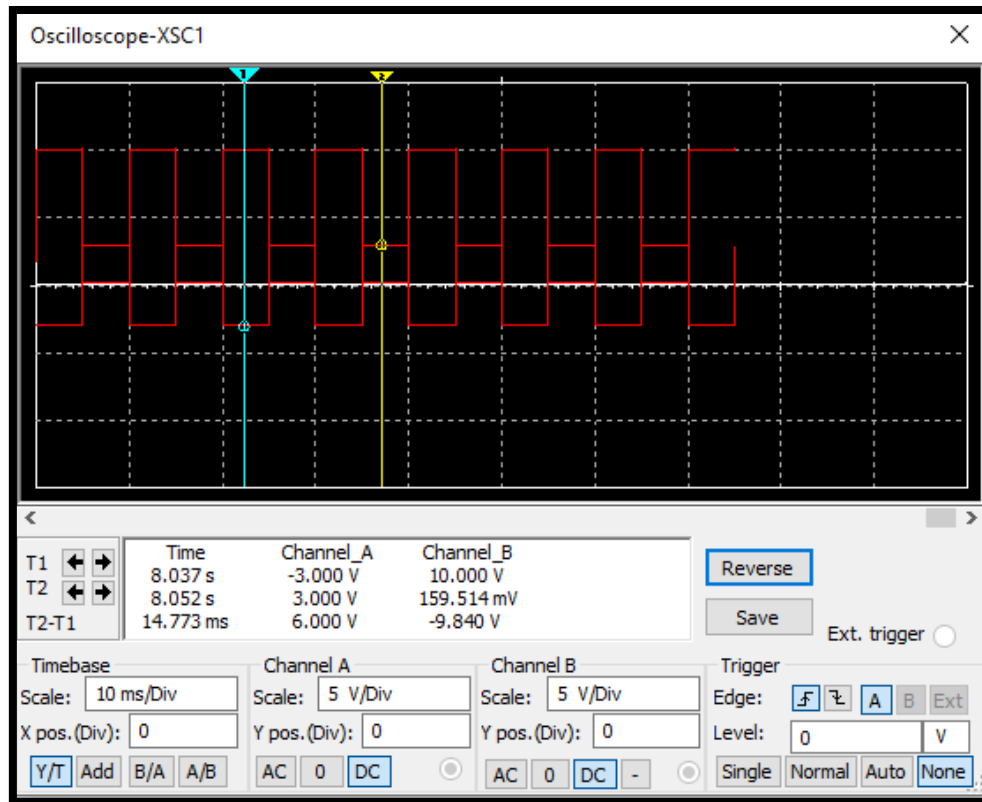 Oscilloscope-XSC1
1 2
Time Channel_A Channel_B
T1 8.037 s -3.000 V 10.000 V
T2 8.052 s 3.000 V 159.514 mV
T2-T1 14.773 ms 6.000 V -9.840 V
Reverse
Save
Ext. trigger
Timebase Channel A Channel B Trigger
Scale: 10 ms/Div Scale: 5 V/Div Scale: 5 V/Div Edge: A B Ext
X pos.(Div): 0 Y pos.(Div): 0 Y pos.(Div): 0 Level: 0 V
Y/T Add B/A A/B AC 0 DC AC 0 DC - Single Normal Auto None